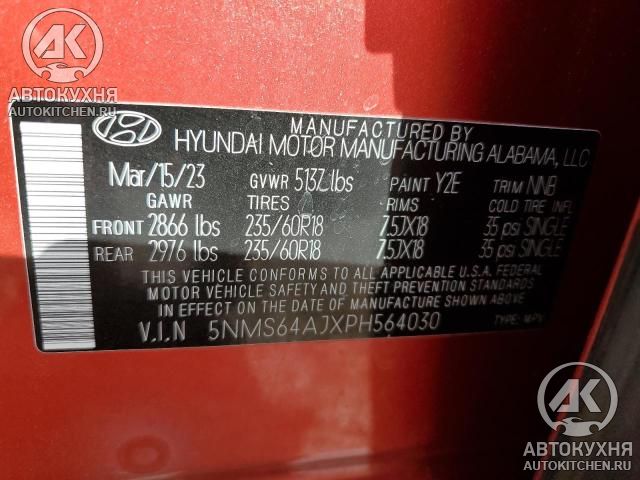 АВТОКУХНЯ
AUTOKITCHEN.RU
MANUFACTURED BY
HYUNDAI MOTOR MANUFACTURING ALABAMA, LLC
Mar/15/23 GVWR 5137 lbs PAINT Y2E TRIM NNB
GAWR TIRES RIMS COLD TIRE INFL
FRONT 2866 lbs 235/60R18 7.5JX18 35 psi SINGLE
REAR 2976 lbs 235/60R18 7.5JX18 35 psi SINGLE
THIS VEHICLE CONFORMS TO ALL APPLICABLE U.S.A. FEDERAL
MOTOR VEHICLE SAFETY AND THEFT PREVENTION STANDARDS
IN EFFECT ON THE DATE OF MANUFACTURE SHOWN ABOVE.
V.I.N 5NMS64AJXPH564030 TYPE: MPV
АК
АВТОКУХНЯ
AUTOKITCHEN.RU